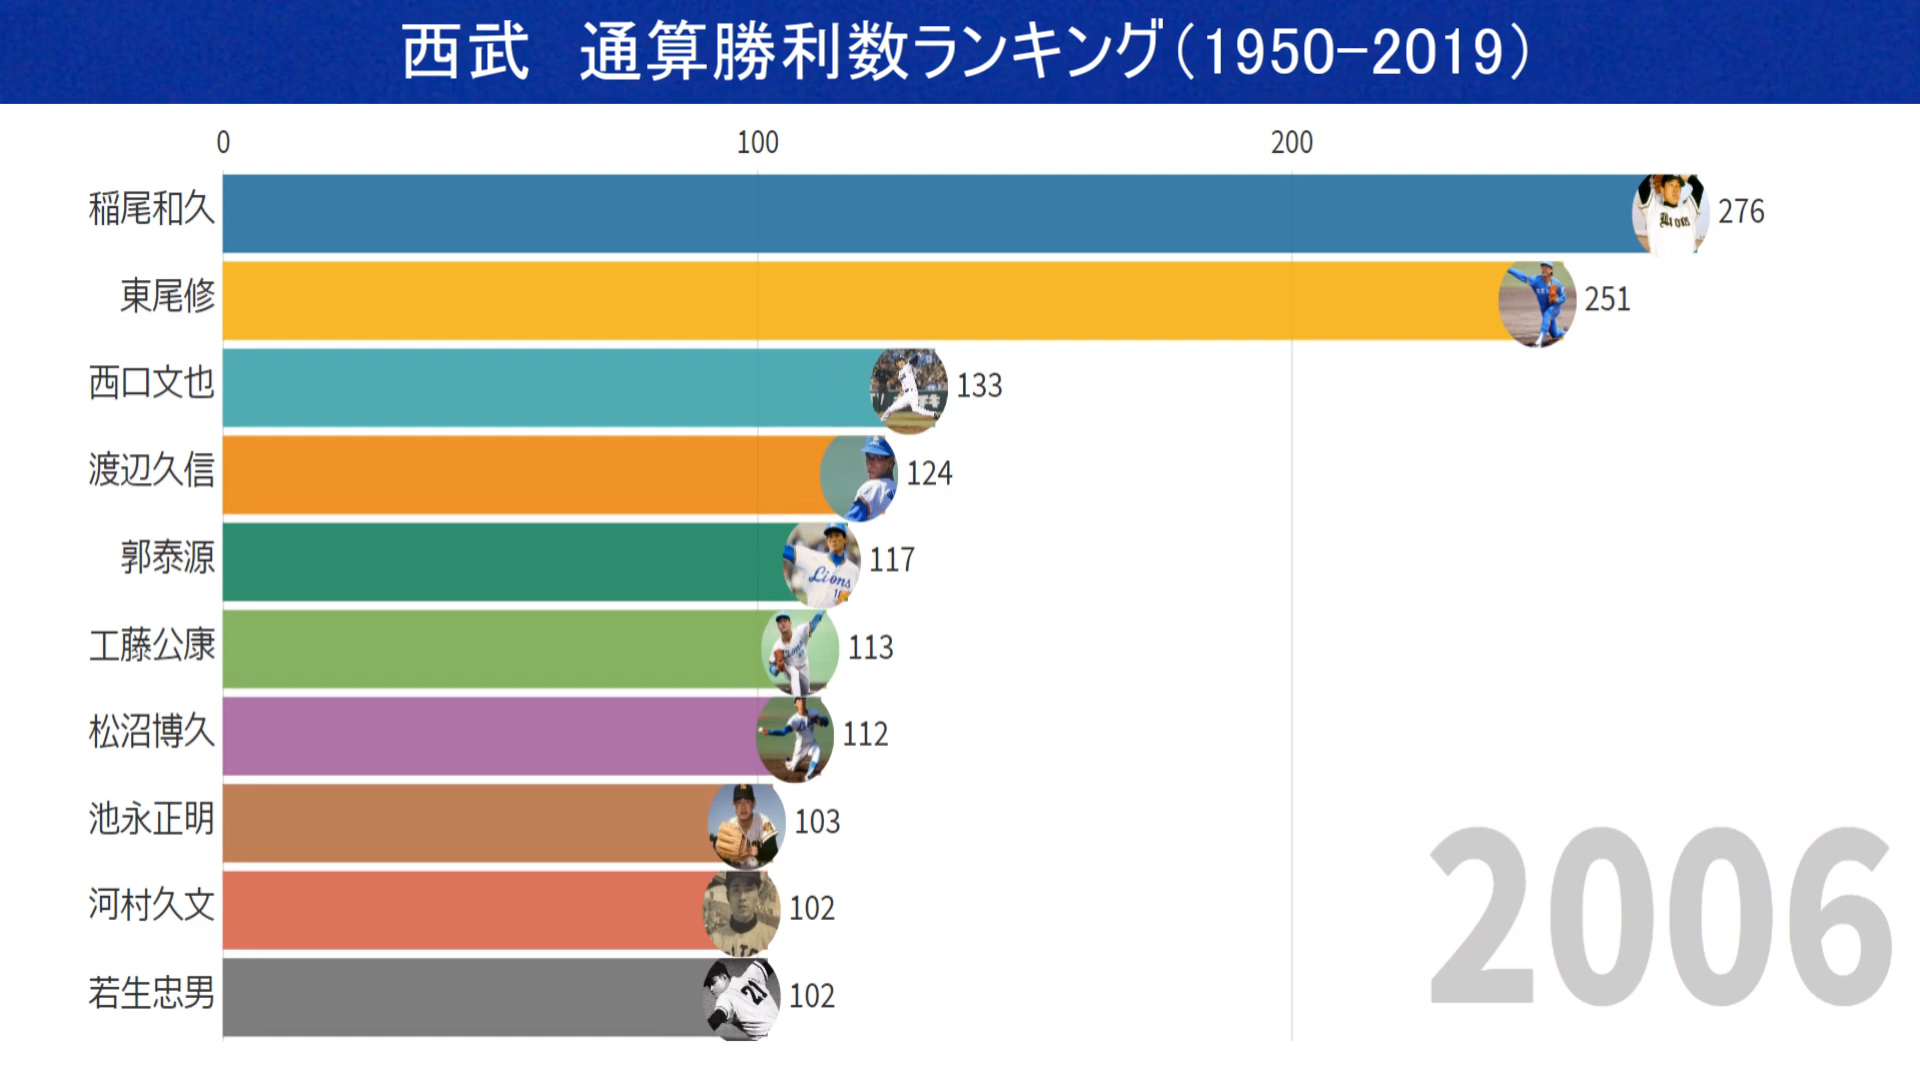 西武　通算勝利数ランキング（1950-2019）
0 100 200
稲尾和久 Lions 276
東尾修 251
西口文也 133
渡辺久信 124
郭泰源 Lions 117
工藤公康 113
松沼博久 112
池永正明 103
河村久文 102
若生忠男 21 102
2006